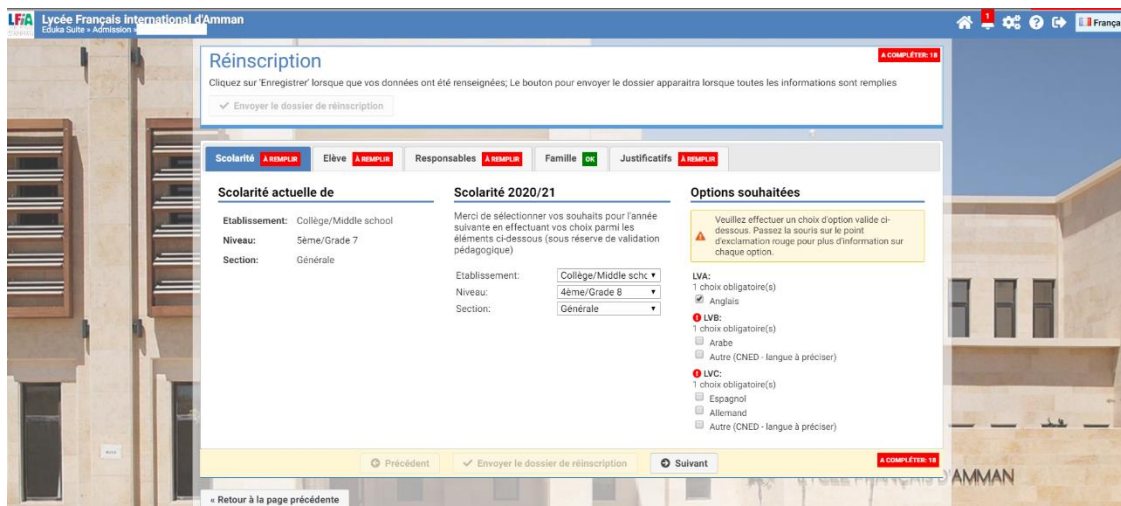 LFiA
Lycée Français international d'Amman
Eduka Suite » Admission »
1
Françai
Réinscription
A COMPLÉTER: 18
Cliquez sur 'Enregistrer' lorsque que vos données ont été renseignées; Le bouton pour envoyer le dossier apparaitra lorsque toutes les informations sont remplies
Envoyer le dossier de réinscription
Scolarité À REMPLIR Elève À REMPLIR Responsables À REMPLIR Famille OK Justificatifs À REMPLIR
Scolarité actuelle de
Etablissement: Collège/Middle school
Niveau: 5ème/Grade 7
Section: Générale
Scolarité 2020/21
Merci de sélectionner vos souhaits pour l'année
suivante en effectuant vos choix parmi les
éléments ci-dessous (sous réserve de validation
pédagogique)
Etablissement: Collège/Middle schc
Niveau: 4ème/Grade 8
Section: Générale
Options souhaitées
Veuillez effectuer un choix d'option valide ci-
dessous. Passez la souris sur le point
d'exclamation rouge pour plus d'information sur
chaque option.
LVA:
1 choix obligatoire(s)
Anglais
LVB:
1 choix obligatoire(s)
Arabe
Autre (CNED - langue à préciser)
LVC:
1 choix obligatoire(s)
Espagnol
Allemand
Autre (CNED - langue à préciser)
Précédent Envoyer le dossier de réinscription Suivant
A COMPLÉTER: 18
LYCÉE FRANÇAIS D'AMMAN
« Retour à la page précédente